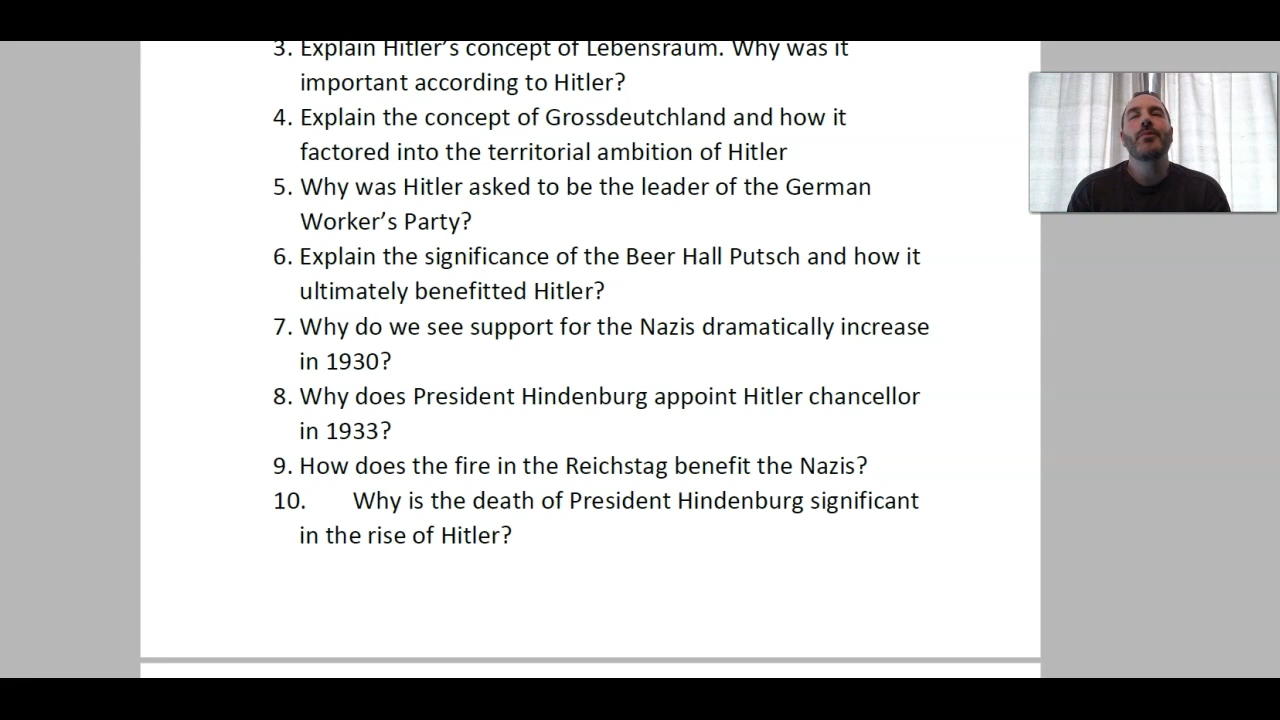 3. Explain Hitler's concept of Lebensraum. Why was it
important according to Hitler?
4. Explain the concept of Grossdeutchland and how it
factored into the territorial ambition of Hitler
5. Why was Hitler asked to be the leader of the German
Worker's Party?
6. Explain the significance of the Beer Hall Putsch and how it
ultimately benefitted Hitler?
7. Why do we see support for the Nazis dramatically increase
in 1930?
8. Why does President Hindenburg appoint Hitler chancellor
in 1933?
9. How does the fire in the Reichstag benefit the Nazis?
10. Why is the death of President Hindenburg significant
in the rise of Hitler?